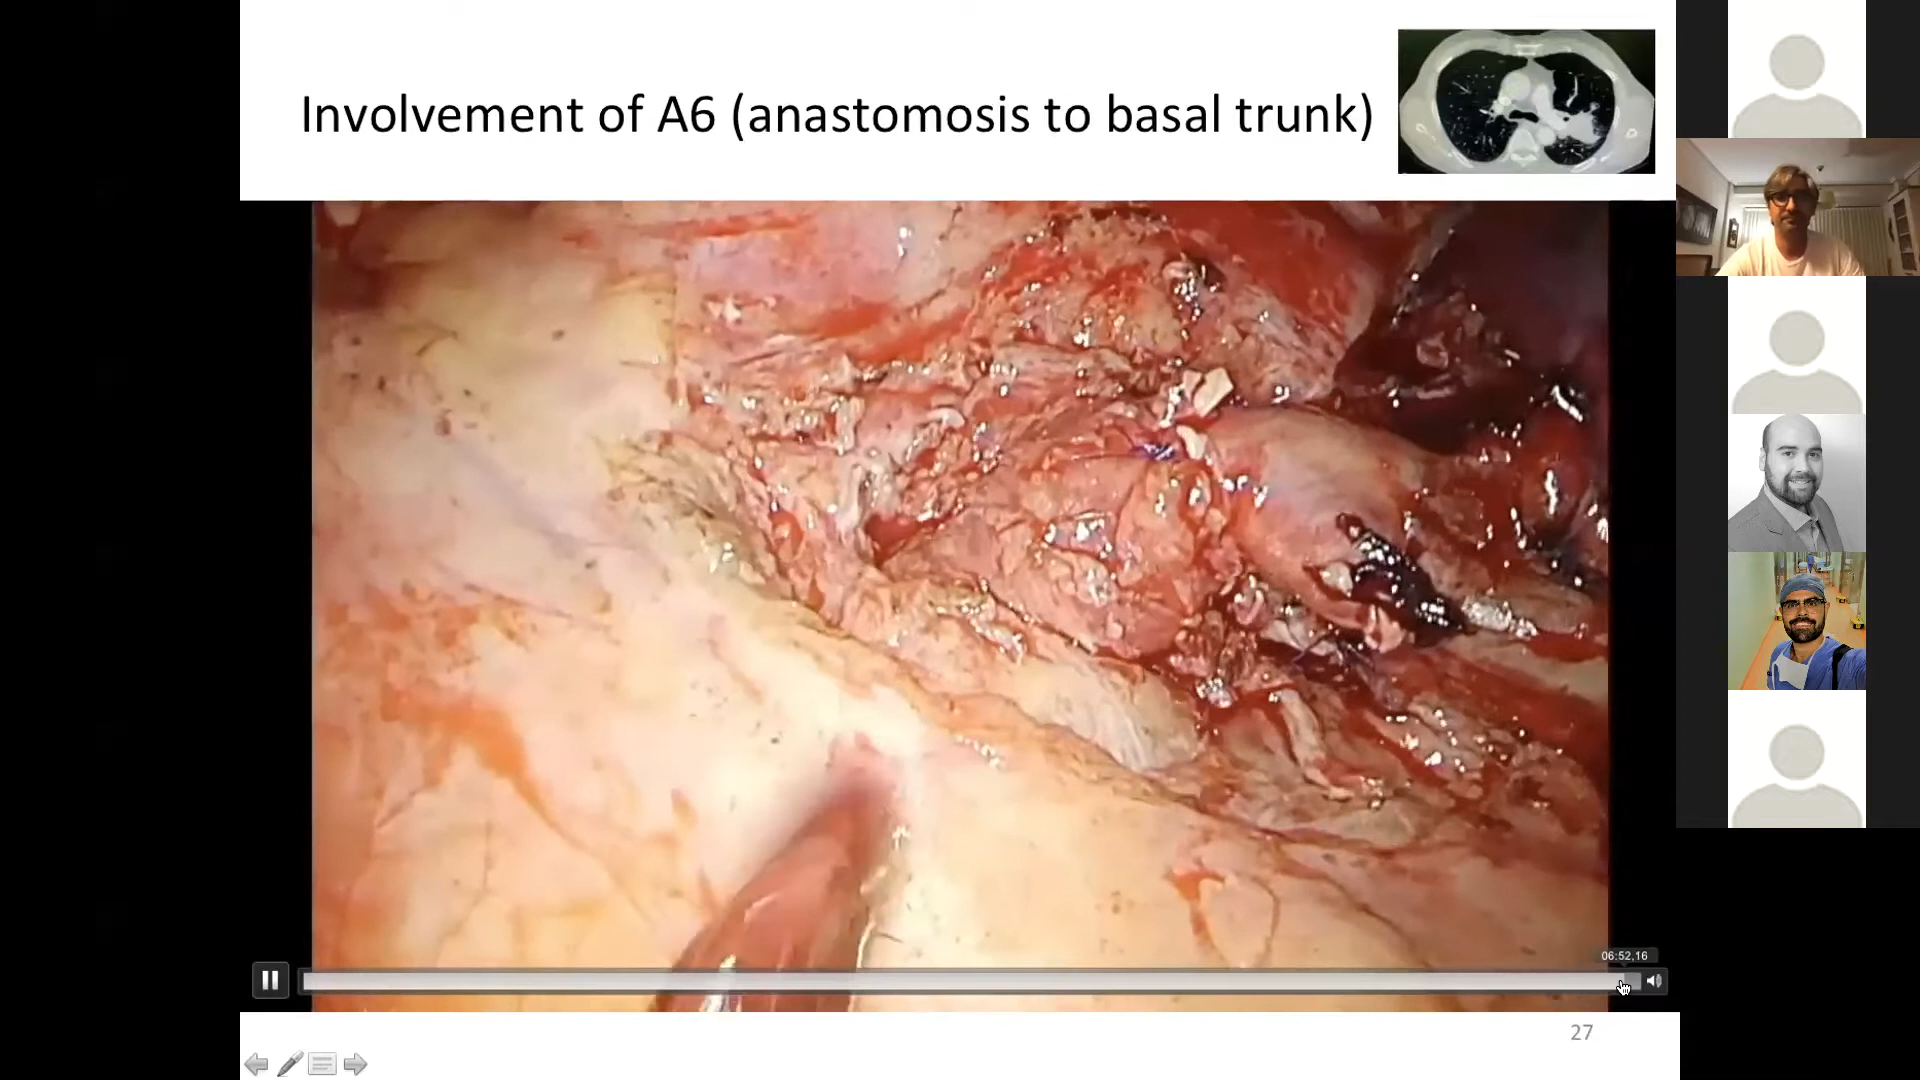 Involvement of A6 (anastomosis to basal trunk)
06:52,16
27